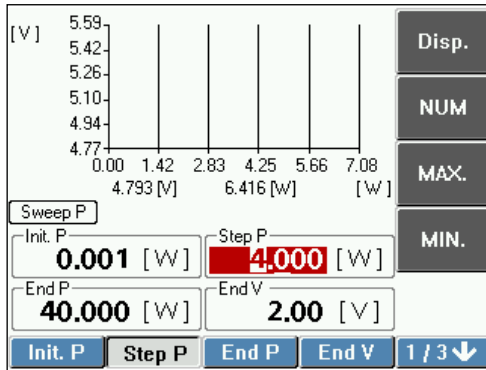 [V]
5.59
5.42
5.26
5.10
4.94
4.77
0.00 1.42 2.83 4.25 5.66 7.08
4.793 [V] 6.416 [W] [W]
Disp.
NUM
MAX.
MIN.
Sweep P
Init. P
0.001 [W]
Step P
4.000 [W]
End P
40.000 [W]
End V
2.00 [V]
Init. P Step P End P End V 1 / 3